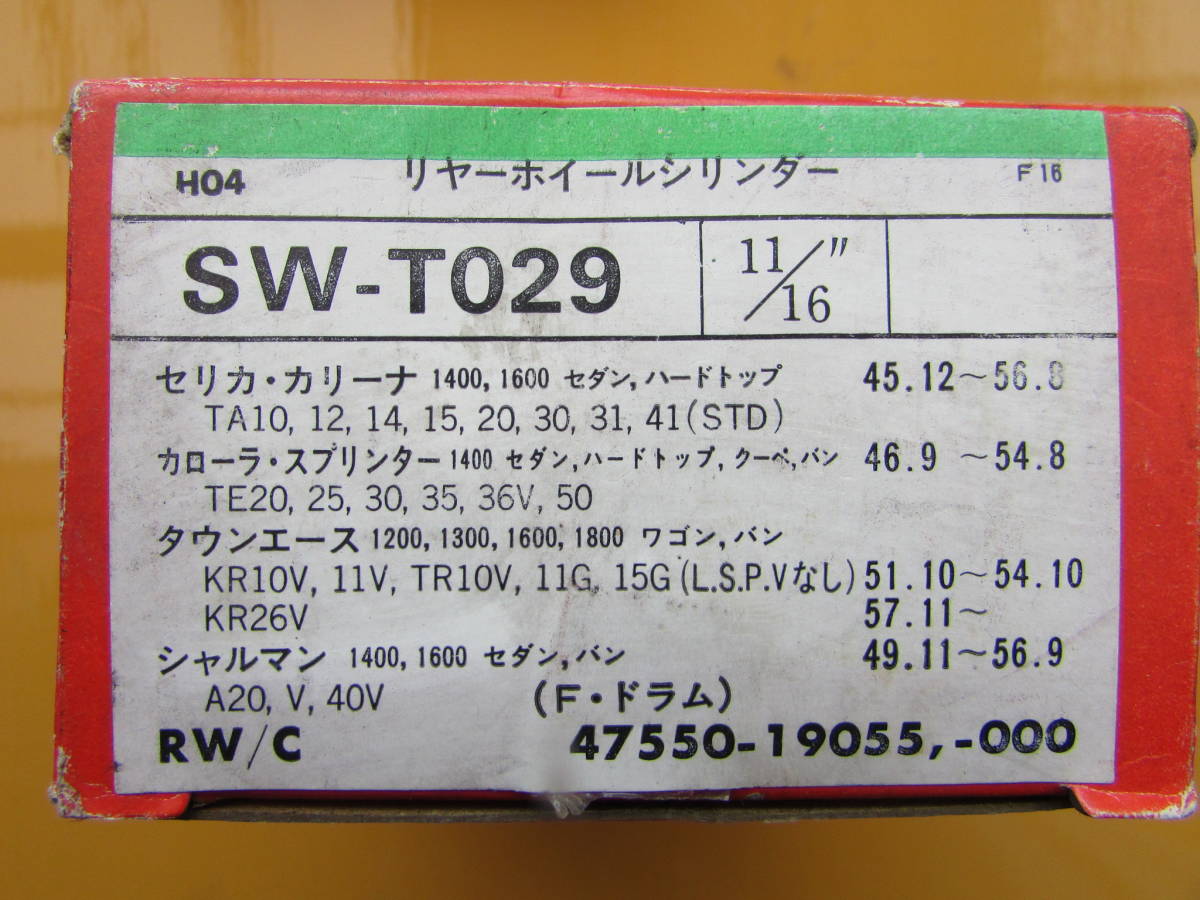 H04 リヤーホイールシリンダー F16
SW-T029 11/16"
セリカ・カリーナ 1400, 1600 セダン, ハードトップ 45.12～56.8
TA10, 12, 14, 15, 20, 30, 31, 41(STD)
カローラ・スプリンター 1400 セダン, ハードトップ, クーペ, バン 46.9 ～54.8
TE20, 25, 30, 35, 36V, 50
タウンエース 1200, 1300, 1600, 1800 ワゴン, バン
KR10V, 11V, TR10V, 11G, 15G (L.S.P.Vなし) 51.10～54.10
KR26V 57.11～
シャルマン 1400, 1600 セダン, バン 49.11～56.9
A20, V, 40V (F・ドラム)
RW/C 47550-19055,-000